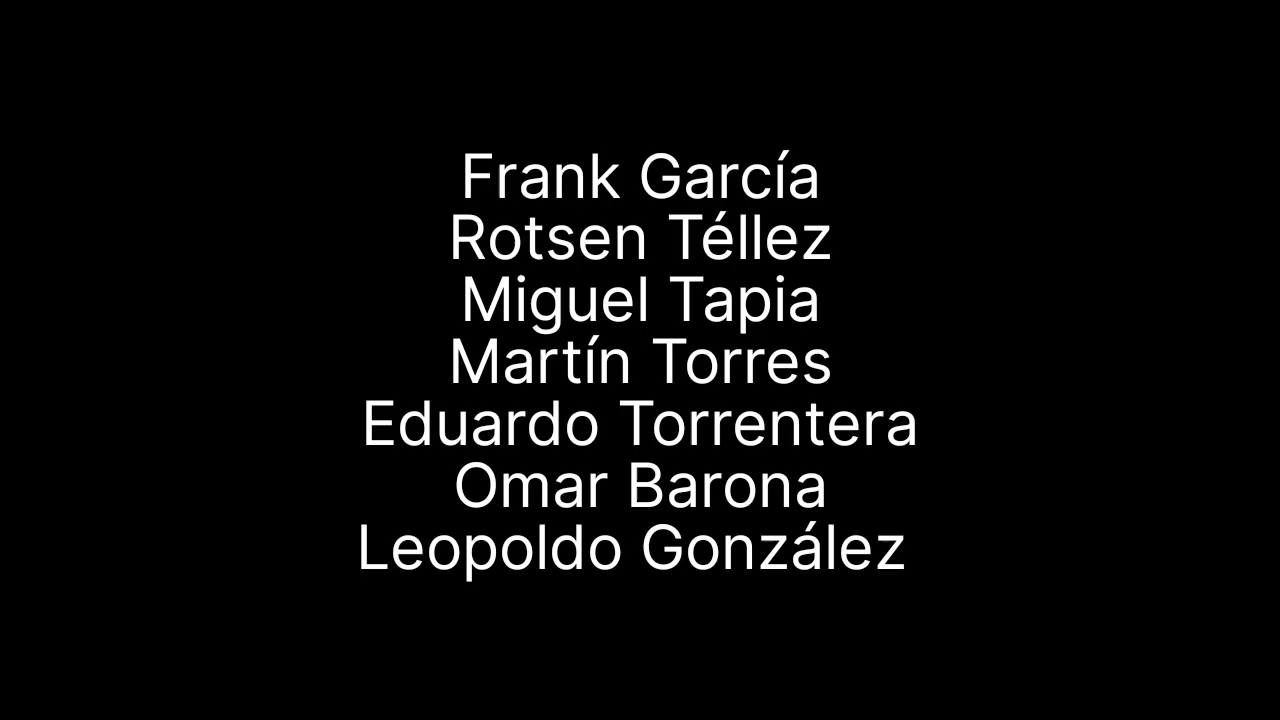 Frank García
Rotsen Téllez
Miguel Tapia
Martín Torres
Eduardo Torrentera
Omar Barona
Leopoldo González